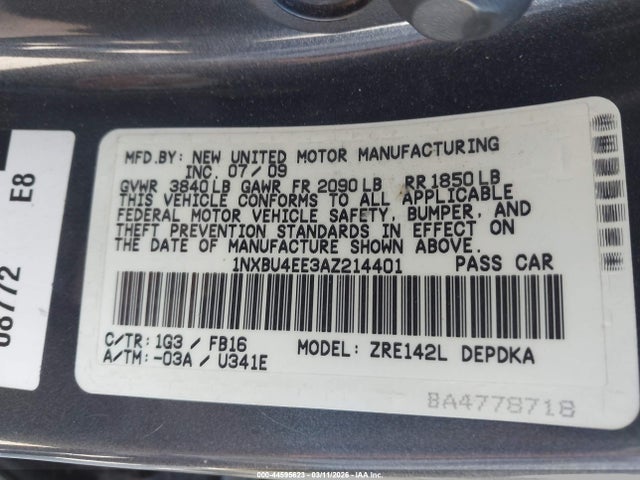 MFD.BY: NEW UNITED MOTOR MANUFACTURING
INC. 07/09
GVWR 3840LB GAWR FR 2090LB RR 1850LB
THIS VEHICLE CONFORMS TO ALL APPLICABLE
FEDERAL MOTOR VEHICLE SAFETY, BUMPER, AND
THEFT PREVENTION STANDARDS IN EFFECT ON
THE DATE OF MANUFACTURE SHOWN ABOVE.
1NXBU4EE3AZ214401 PASS CAR
C/TR: 1G3 / FB16 MODEL: ZRE142L DEPDKA
A/TM: -03A / U341E
BA4778718
E8
08772
© - 44595623 - 03/11/2026 - IAA Inc.